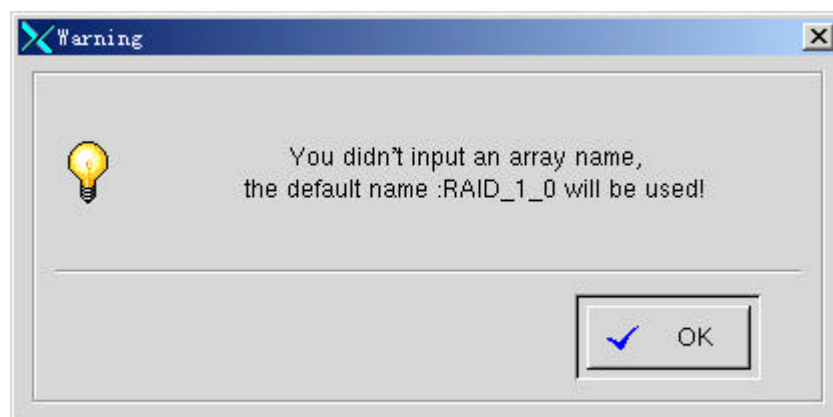 Warning
You didn't input an array name,
the default name :RAID_1_0 will be used!
OK